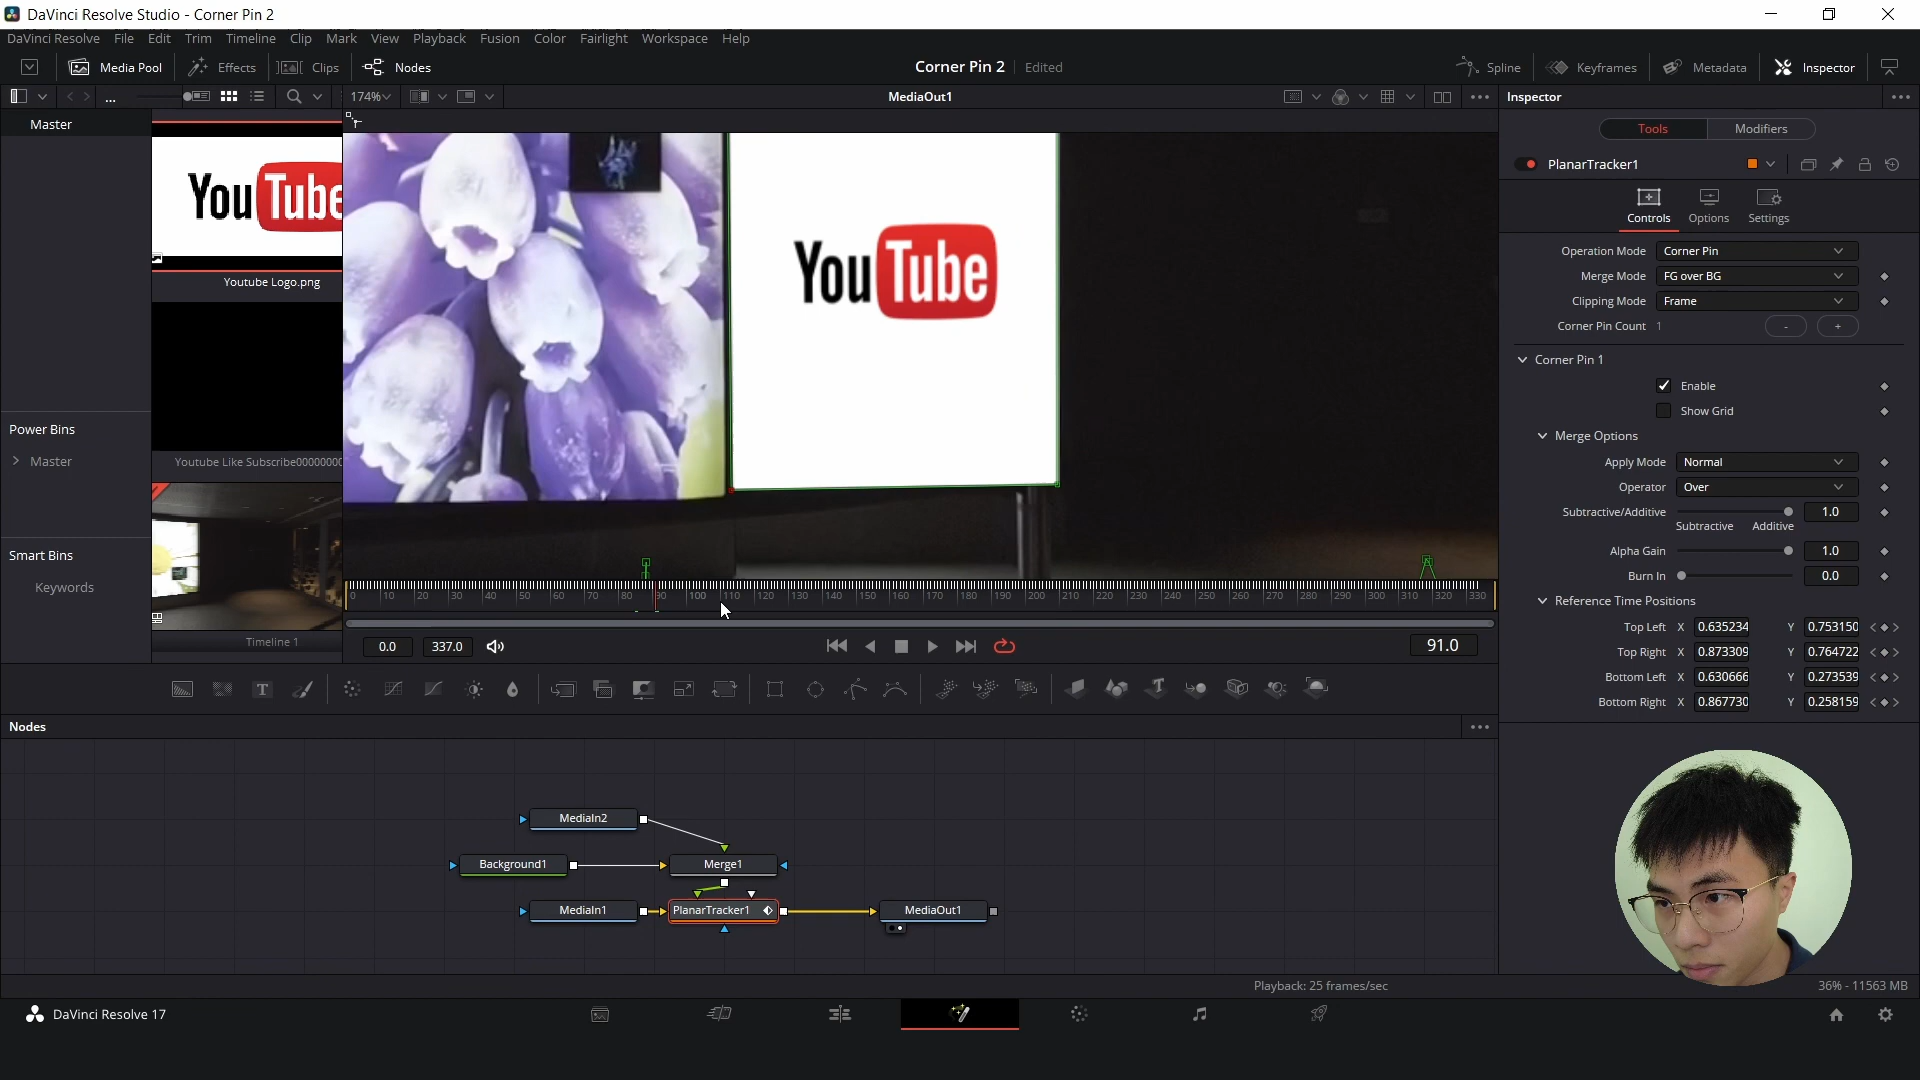 DaVinci Resolve Studio - Corner Pin 2
DaVinci Resolve File Edit Trim Timeline Clip Mark View Playback Fusion Color Fairlight Workspace Help
Media Pool Effects Clips Nodes Corner Pin 2 Edited Spline Keyframes Metadata Inspector
... 174% MediaOut1 Inspector
Master
Tools Modifiers
PlanarTracker1
YouTube
Controls Options Settings
Operation Mode Corner Pin
Merge Mode FG over BG
Youtube Logo.png
YouTube
Clipping Mode Frame
Corner Pin Count 1 - +
Corner Pin 1
Enable
Show Grid
Power Bins
Merge Options
Master
Youtube Like Subscribe00000000
Apply Mode Normal
Operator Over
Subtractive/Additive 1.0
Subtractive Additive
Smart Bins
Alpha Gain 1.0
Keywords
Burn In 0.0
0 10 20 30 40 50 60 70 80 90 100 110 120 130 140 150 160 170 180 190 200 210 220 230 240 250 260 270 280 290 300 310 320 330
Reference Time Positions
Top Left X 0.635234 Y 0.753150
Timeline 1
0.0 337.0 91.0
Top Right X 0.873309 Y 0.764722
Bottom Left X 0.630666 Y 0.273539
Bottom Right X 0.867730 Y 0.258159
T
T
Nodes
MediaIn2
Background1 Merge1
MediaIn1 PlanarTracker1 MediaOut1
Playback: 25 frames/sec 36% - 11563 MB
DaVinci Resolve 17